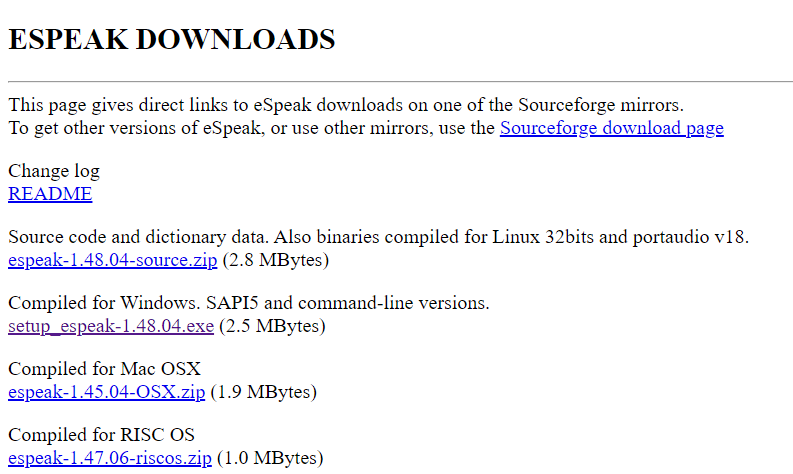 ESPEAK DOWNLOADS
This page gives direct links to eSpeak downloads on one of the Sourceforge mirrors.
To get other versions of eSpeak, or use other mirrors, use the Sourceforge download page
Change log
README
Source code and dictionary data. Also binaries compiled for Linux 32bits and portaudio v18.
espeak-1.48.04-source.zip (2.8 MBytes)
Compiled for Windows. SAPI5 and command-line versions.
setup_espeak-1.48.04.exe (2.5 MBytes)
Compiled for Mac OSX
espeak-1.45.04-OSX.zip (1.9 MBytes)
Compiled for RISC OS
espeak-1.47.06-riscos.zip (1.0 MBytes)